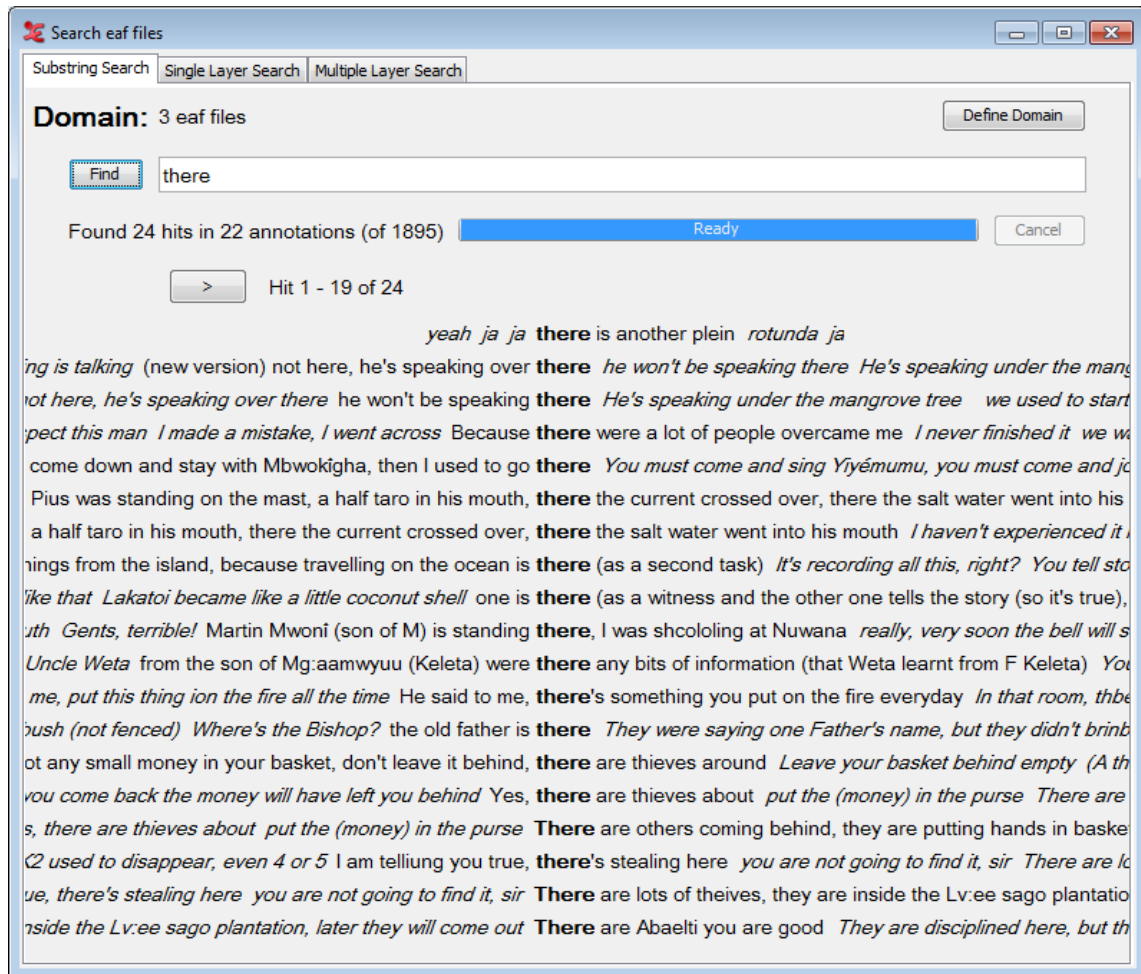 Search eaf files
Substring Search Single Layer Search Multiple Layer Search
Domain: 3 eaf files Define Domain
Find there
Found 24 hits in 22 annotations (of 1895) Ready Cancel
> Hit 1 - 19 of 24
yeah ja ja there is another plein rotunda ja
ing is talking (new version) not here, he's speaking over there he won't be speaking there He's speaking under the mang
not here, he's speaking over there he won't be speaking there He's speaking under the mangrove tree we used to start
pect this man I made a mistake, I went across Because there were a lot of people overcame me I never finished it we wa
come down and stay with Mbwokîgha, then I used to go there You must come and sing Yiyémumu, you must come and jo
Pius was standing on the mast, a half taro in his mouth, there the current crossed over, there the salt water went into his
a half taro in his mouth, there the current crossed over, there the salt water went into his mouth I haven't experienced it
nings from the island, because travelling on the ocean is there (as a second task) It's recording all this, right? You tell sto
like that Lakatoi became like a little coconut shell one is there (as a witness and the other one tells the story (so it's true),
uth Gents, terrible! Martin Mwonî (son of M) is standing there, I was shcololing at Nuwana really, very soon the bell will s
Uncle Weta from the son of Mg:aamwyuu (Keleta) were there any bits of information (that Weta learnt from F Keleta) You
me, put this thing ion the fire all the time He said to me, there's something you put on the fire everyday In that room, thbe
bush (not fenced) Where's the Bishop? the old father is there They were saying one Father's name, but they didn't brinb
ot any small money in your basket, don't leave it behind, there are thieves around Leave your basket behind empty (A th
you come back the money will have left you behind Yes, there are thieves about put the (money) in the purse There are
s, there are thieves about put the (money) in the purse There are others coming behind, they are putting hands in baske
K2 used to disappear, even 4 or 5 I am telliung you true, there's stealing here you are not going to find it, sir There are lo
ue, there's stealing here you are not going to find it, sir There are lots of theives, they are inside the Lv:ee sago plantatio
nside the Lv:ee sago plantation, later they will come out There are Abaelti you are good They are disciplined here, but th